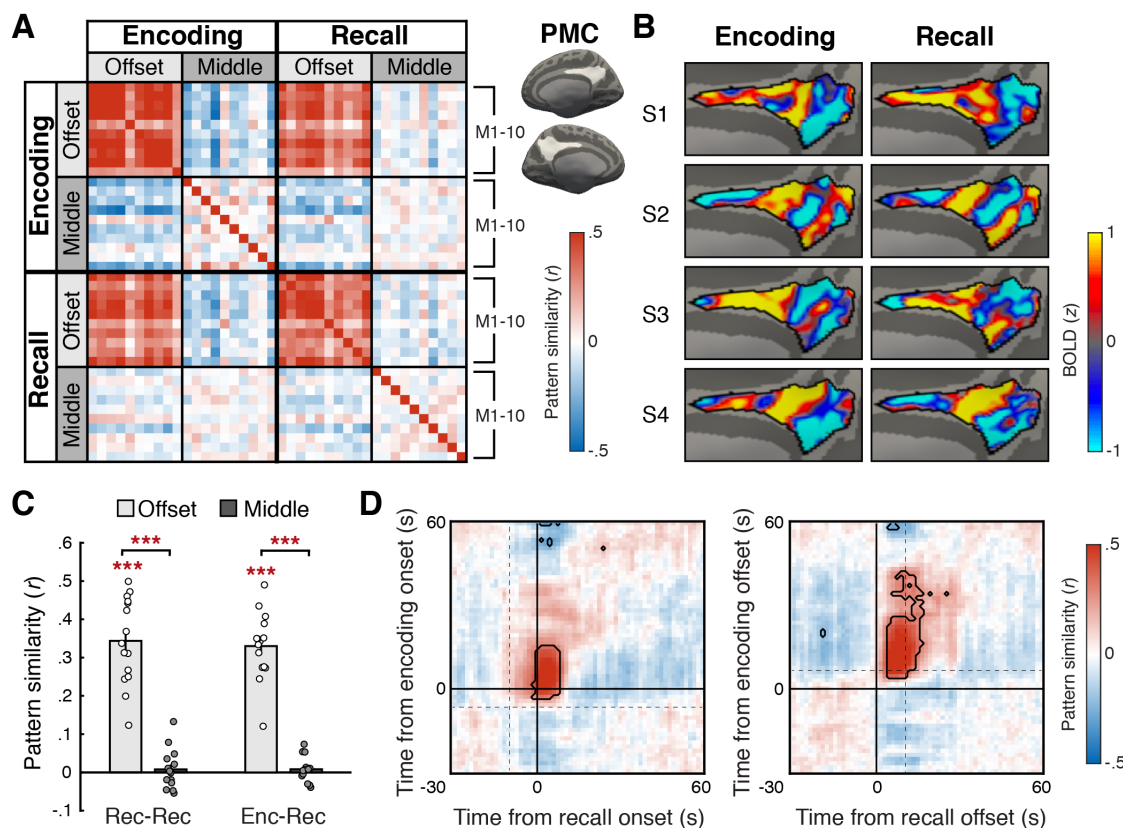 A
Encoding Recall
Offset Middle Offset Middle
PMC
Encoding
Offset
Middle
Recall
Offset
Middle
M1-10
M1-10
M1-10
M1-10
.5
0
-.5
Pattern similarity (r)
B
Encoding Recall
S1
S2
S3
S4
1
0
-1
BOLD (z)
C
Offset Middle
Pattern similarity (r)
.6
.5
.4
.3
.2
.1
0
-.1
*** ***
*** ***
Rec-Rec Enc-Rec
D
Time from encoding onset (s)
60
0
-30 0 60
Time from recall onset (s)
Time from encoding offset (s)
60
0
-30 0 60
Time from recall offset (s)
.5
0
-.5
Pattern similarity (r)